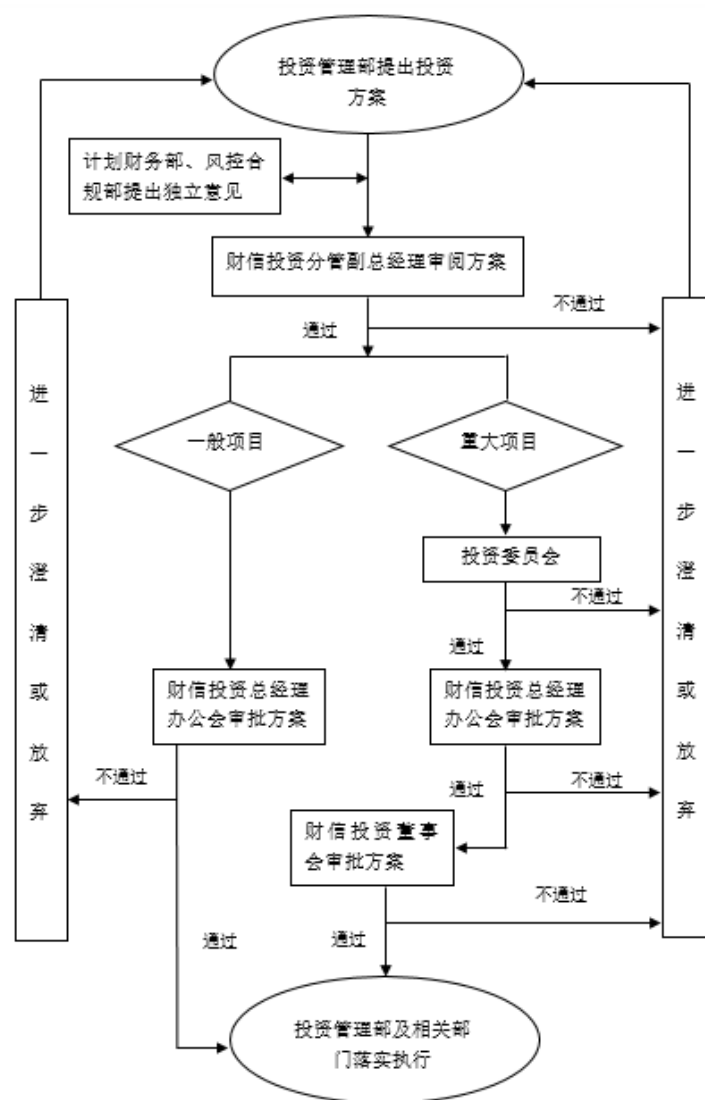 投资管理部提出投资
方案
计划财务部、风控合
规部提出独立意见
财信投资分管副总经理审阅方案
不通过
通过
进
一
步
澄
清
或
放
弃
一般项目
重大项目
进
一
步
澄
清
或
放
弃
投资委员会
不通过
通过
财信投资总经理
办公会审批方案
财信投资总经理
办公会审批方案
不通过
通过
不通过
财信投资董事
会审批方案
不通过
通过
通过
投资管理部及相关部
门落实执行